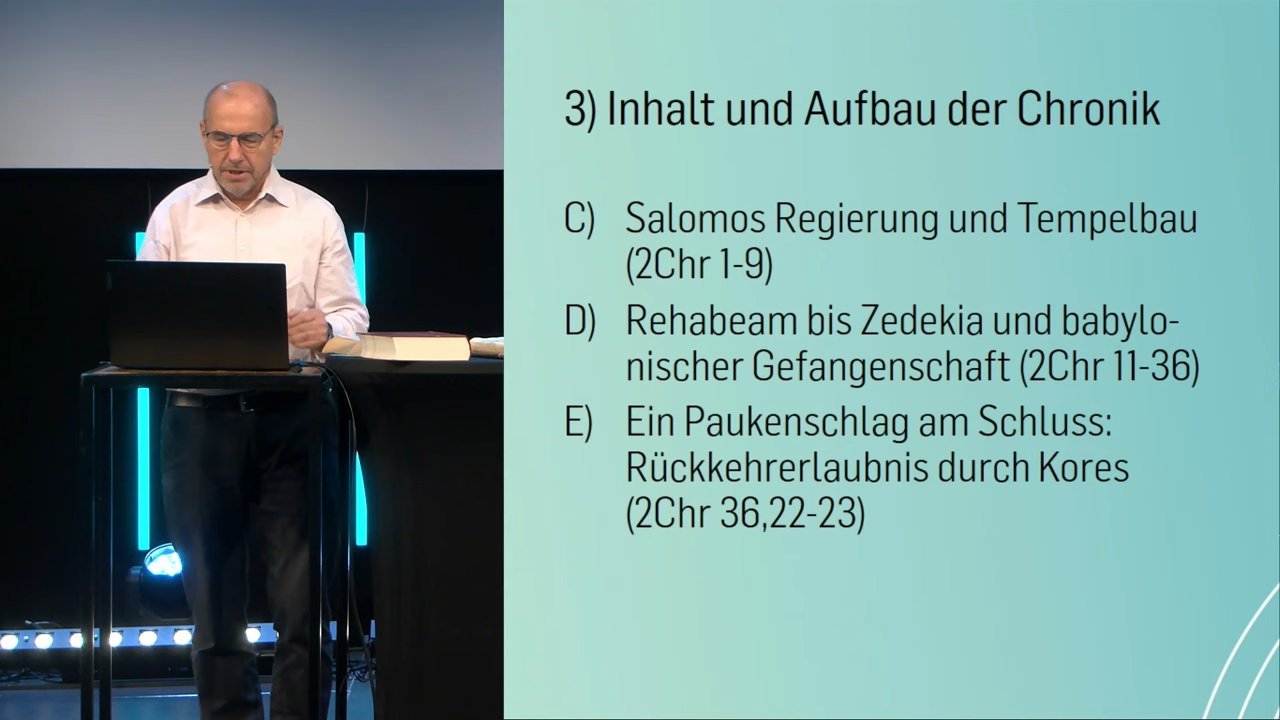 3) Inhalt und Aufbau der Chronik
C) Salomos Regierung und Tempelbau
(2Chr 1-9)
D) Rehabeam bis Zedekia und babylo-
nischer Gefangenschaft (2Chr 11-36)
E) Ein Paukenschlag am Schluss:
Rückkehrerlaubnis durch Kores
(2Chr 36,22-23)